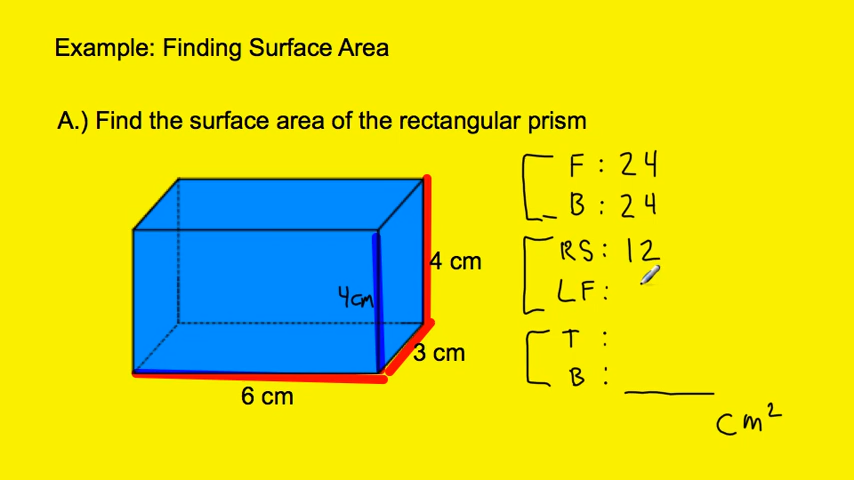 Example: Finding Surface Area
A.) Find the surface area of the rectangular prism
F : 24
B : 24
RS: 12
LF:
T :
B :
4 cm
4cm
3 cm
6 cm
cm²